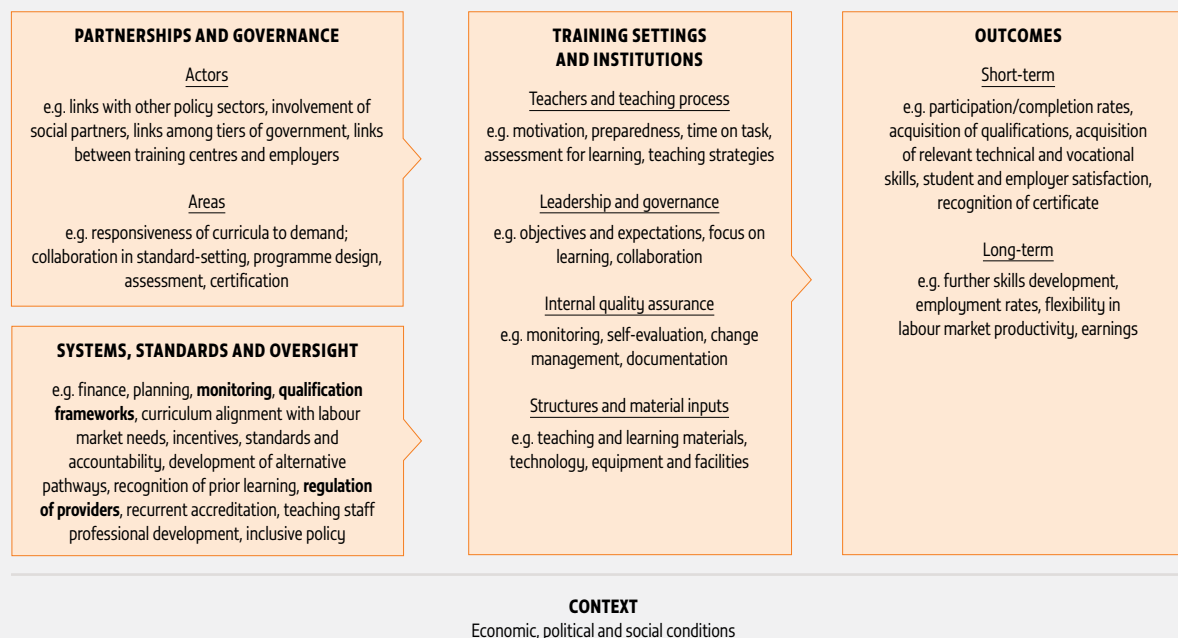 PARTNERSHIPS AND GOVERNANCE
Actors
e.g. links with other policy sectors, involvement of
social partners, links among tiers of government, links
between training centres and employers
Areas
e.g. responsiveness of curricula to demand;
collaboration in standard-setting, programme design,
assessment, certification
SYSTEMS, STANDARDS AND OVERSIGHT
e.g. finance, planning, monitoring, qualification
frameworks, curriculum alignment with labour
market needs, incentives, standards and
accountability, development of alternative
pathways, recognition of prior learning, regulation
of providers, recurrent accreditation, teaching staff
professional development, inclusive policy
TRAINING SETTINGS
AND INSTITUTIONS
Teachers and teaching process
e.g. motivation, preparedness, time on task,
assessment for learning, teaching strategies
Leadership and governance
e.g. objectives and expectations, focus on
learning, collaboration
Internal quality assurance
e.g. monitoring, self-evaluation, change
management, documentation
Structures and material inputs
e.g. teaching and learning materials,
technology, equipment and facilities
OUTCOMES
Short-term
e.g. participation/completion rates,
acquisition of qualifications, acquisition
of relevant technical and vocational
skills, student and employer satisfaction,
recognition of certificate
Long-term
e.g. further skills development,
employment rates, flexibility in
labour market productivity, earnings
CONTEXT
Economic, political and social conditions